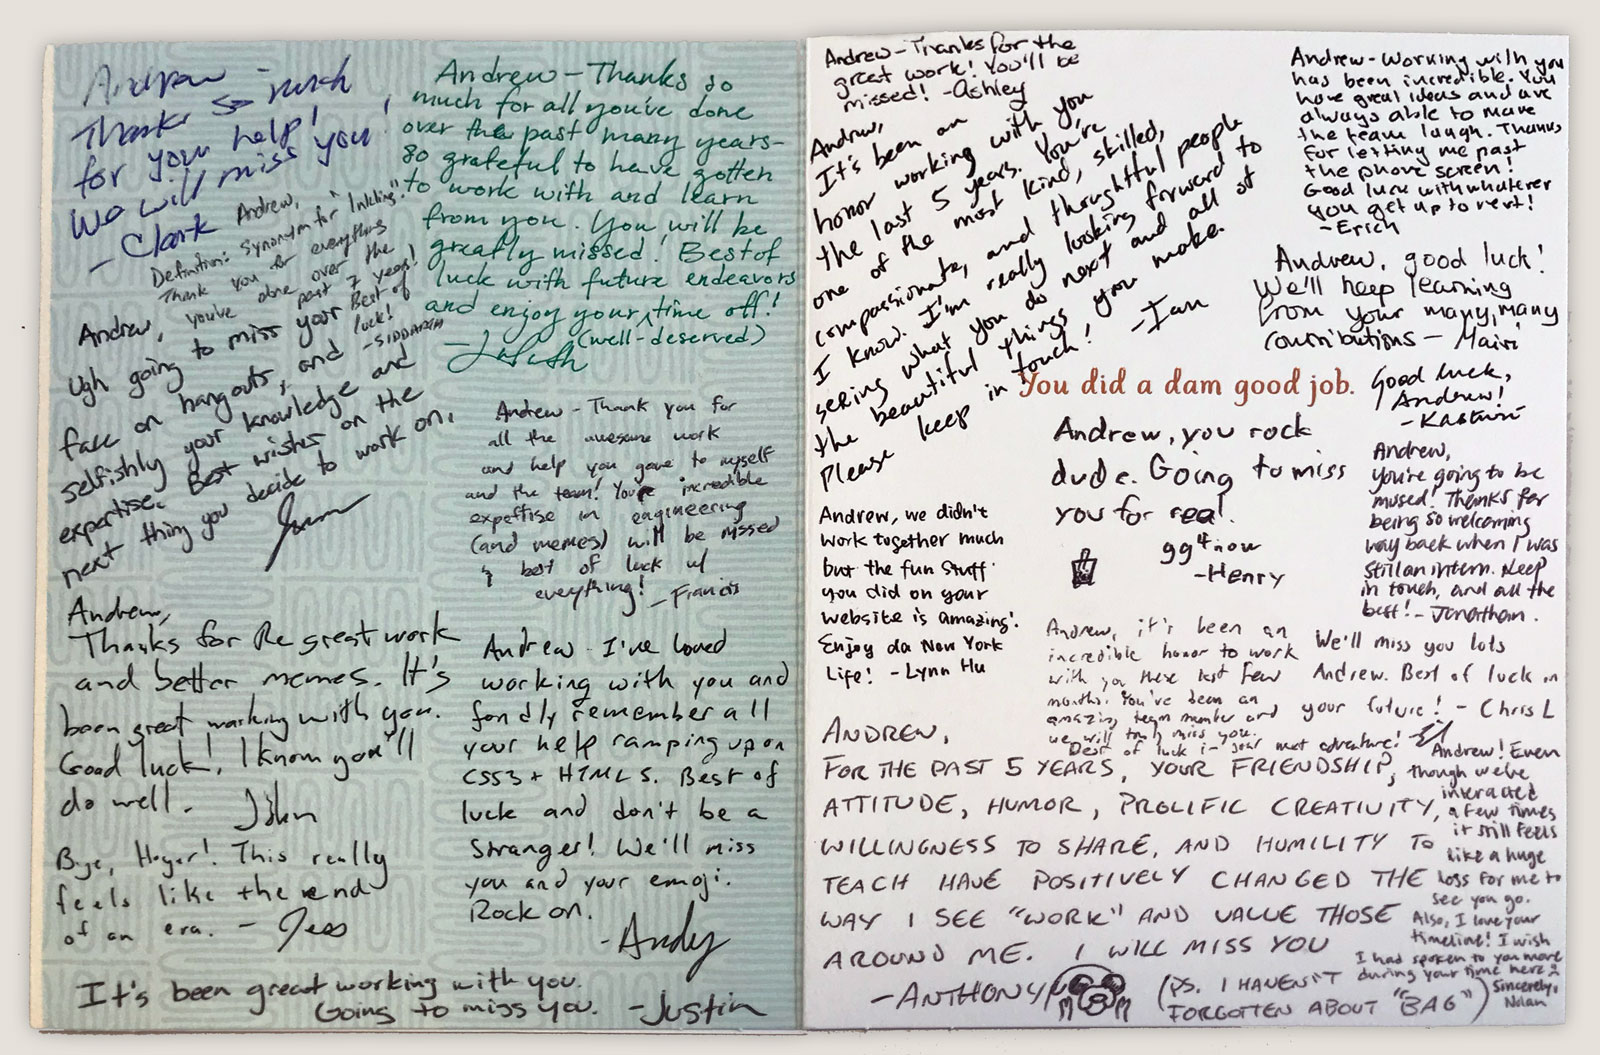 Andrew -
Thanks so much
for your help!
We will miss you!
- Clark
Andrew - Thanks so
much for all you've done
over the past many years-
so grateful to have gotten
to work with and learn
from you. You will be
greatly missed! Best of
luck with future endeavors
and enjoy your time off!
(well-deserved)
Andrew,
Definition: Synonym for "Inkling".
Thank you for everything
you've done over the
past 7 years!
Best of
luck!
- SIDDARTH
Andrew,
Ugh going to miss your
face on hangouts, and
selfishly your knowledge and
expertise. Best wishes on the
next thing you decide to work on.
Andrew - Thank you for
all the awesome work
and help you gave to myself
and the team! You're incredible
expertise in engineering
(and memes) will be missed
& best of luck w/
everything!
- Francis
Andrew,
Thanks for the great work
and better memes. It's
been great working with you.
Good luck! I know you'll
do well.
John
Andrew - I've loved
working with you and
fondly remember all
your help ramping up on
CSS3 + HTML5. Best of
luck and don't be a
stranger! We'll miss
you and your emoji.
Rock on.
- Andy
Bye, Hoyer! This really
feels like the end
of an era. - Jess
It's been great working with you.
Going to miss you. - Justin
Andrew - Thanks for the
great work! You'll be
missed! - Ashley
Andrew,
It's been an
honor working with you
the last 5 years. You're
one of the most kind, skilled,
compassionate, and thoughtful people
I know. I'm really looking forward to
seeing what you do next and all of
the beautiful things you make.
Please keep in touch! - Ian
Andrew - Working with you
has been incredible. You
have great ideas and are
always able to make
the team laugh. Thanks
for letting me past
the phone screen!
Good luck with whatever
you get up to next!
- Erich
Andrew, good luck!
We'll keep learning
from your many, many
contributions - Mairi
You did a dam good job.
Good luck,
Andrew!
- Kasturi
Andrew, you rock
dude. Going to miss
you for real.
gg 4 now
- Henry
Andrew,
You're going to be
missed! Thanks for
being so welcoming
way back when I was
still an intern. Keep
in touch, and all the
best! - Jonathan.
Andrew, we didn't
work together much
but the fun stuff
you did on your
website is amazing!
Enjoy da New York
Life! - Lynn Hu
Andrew, it's been an
incredible honor to work
with you these last few
months. You've been an
amazing team member and
we will truly miss you.
Best of luck in your next adventure!
We'll miss you lots
Andrew. Best of luck in
your future! - Chris L
ANDREW,
FOR THE PAST 5 YEARS, YOUR FRIENDSHIP,
ATTITUDE, HUMOR, PROLIFIC CREATIVITY,
WILLINGNESS TO SHARE, AND HUMILITY TO
TEACH HAVE POSITIVELY CHANGED THE
WAY I SEE "WORK" AND VALUE THOSE
AROUND ME. I WILL MISS YOU
- ANTHONY
(PS. I HAVEN'T
FORGOTTEN ABOUT "BAG")
Andrew! Even
though we've
interacted
a few times
it still feels
like a huge
loss for me to
see you go.
Also, I love your
timeline! I wish
I had spoken to you more
during your time here :)
Sincerely,
Nolan